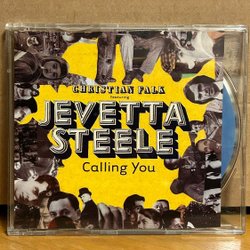 CHRISTIAN FALK
featuring
JEVETTA
STEELE
Calling You